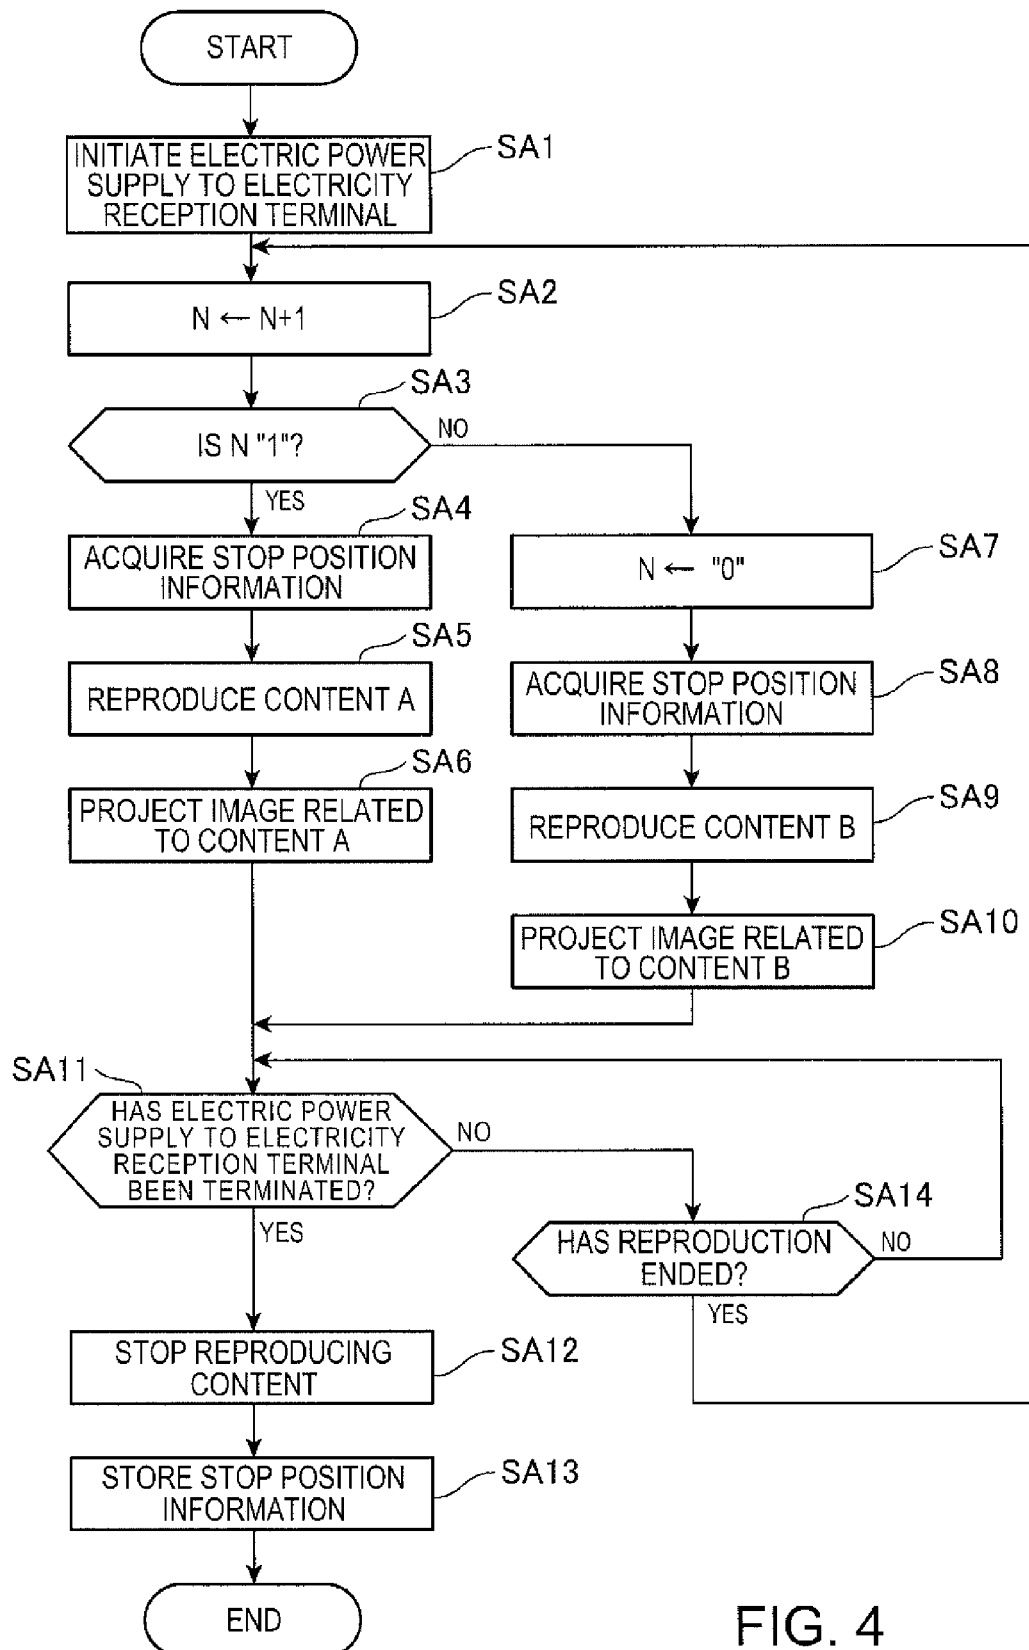 START
INITIATE ELECTRIC POWER
SUPPLY TO ELECTRICITY
RECEPTION TERMINAL
SA1
N ← N+1
SA2
SA3
IS N "1"?
NO
YES
SA4
ACQUIRE STOP POSITION
INFORMATION
SA5
REPRODUCE CONTENT A
SA6
PROJECT IMAGE RELATED
TO CONTENT A
N ← "0"
SA7
ACQUIRE STOP POSITION
INFORMATION
SA8
REPRODUCE CONTENT B
SA9
PROJECT IMAGE RELATED
TO CONTENT B
SA10
SA11
HAS ELECTRIC POWER
SUPPLY TO ELECTRICITY
RECEPTION TERMINAL
BEEN TERMINATED?
NO
YES
SA14
HAS REPRODUCTION
ENDED?
NO
YES
STOP REPRODUCING
CONTENT
SA12
STORE STOP POSITION
INFORMATION
SA13
END
FIG. 4